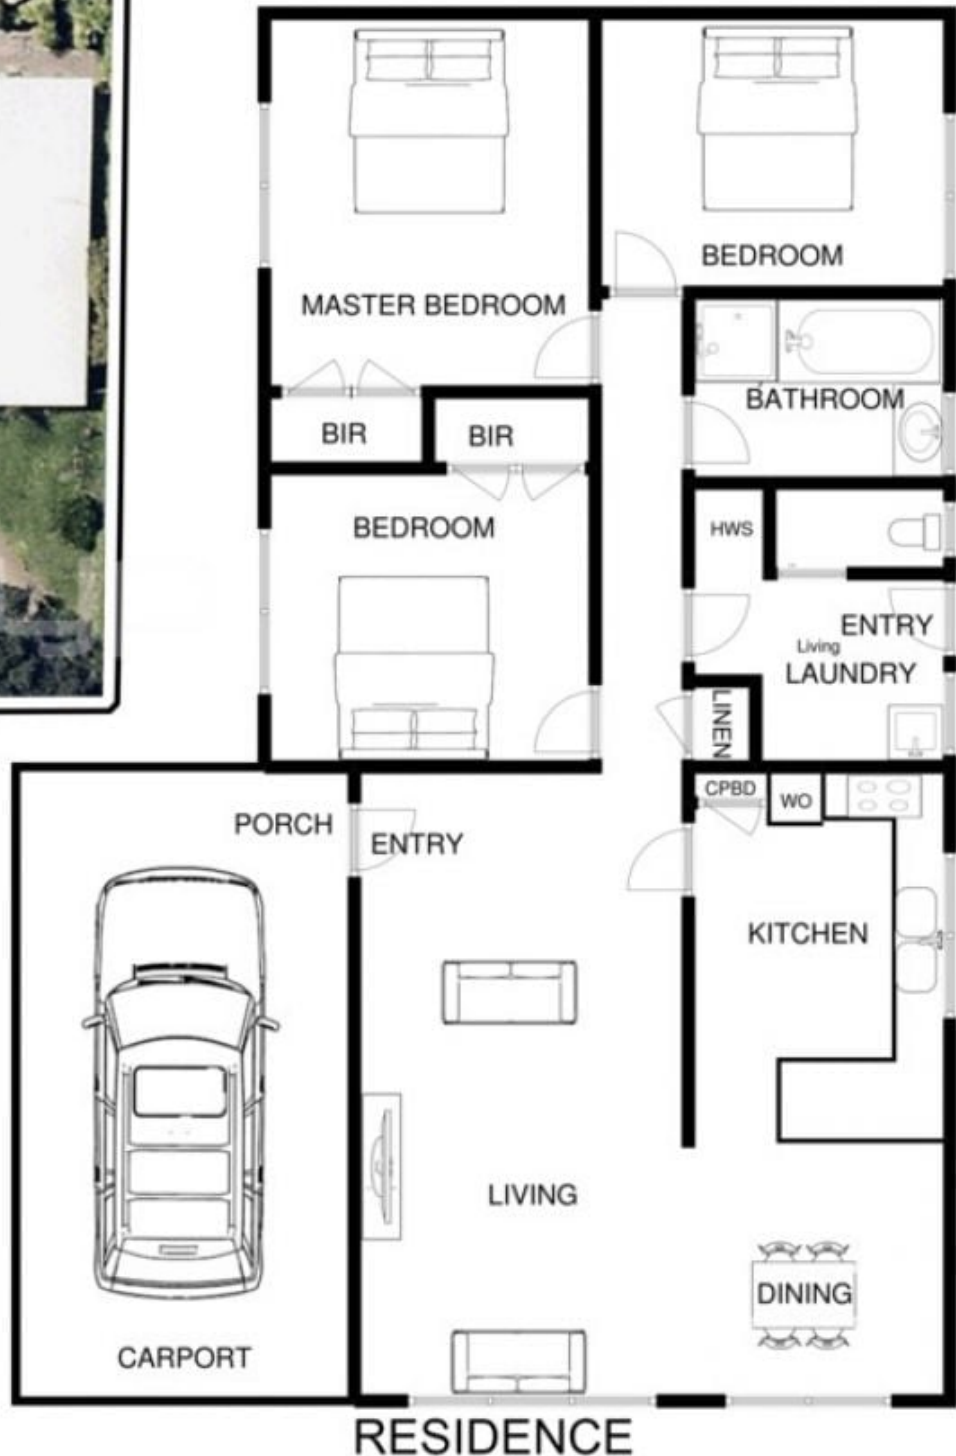 BEDROOM
MASTER BEDROOM
BATHROOM
BIR
BIR
BEDROOM
HWS
ENTRY
Living
LAUNDRY
LINEN
CPBD
WO
PORCH
ENTRY
KITCHEN
LIVING
DINING
CARPORT
RESIDENCE